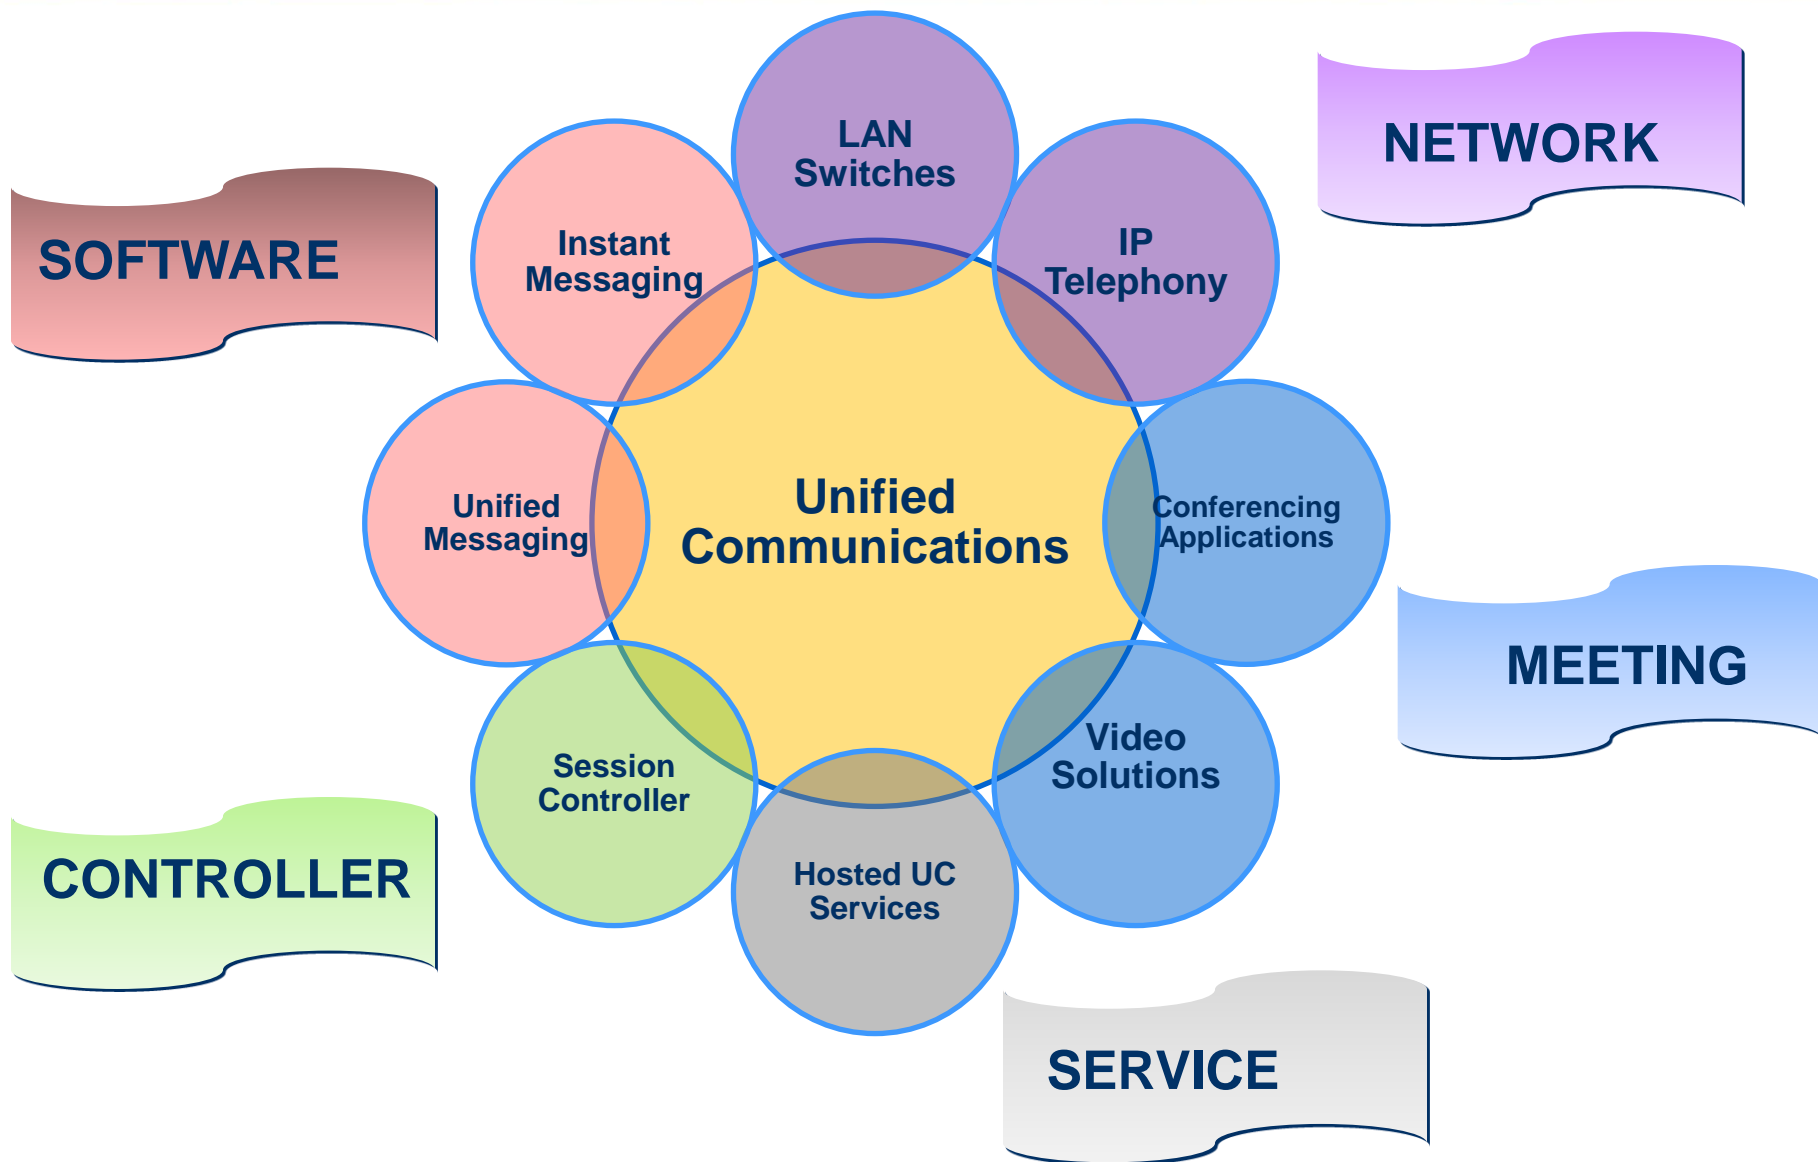 LAN
Switches
NETWORK
SOFTWARE
Instant
Messaging
IP
Telephony
Unified
Messaging
Unified
Communications
Conferencing
Applications
MEETING
Session
Controller
Video
Solutions
CONTROLLER
Hosted UC
Services
SERVICE